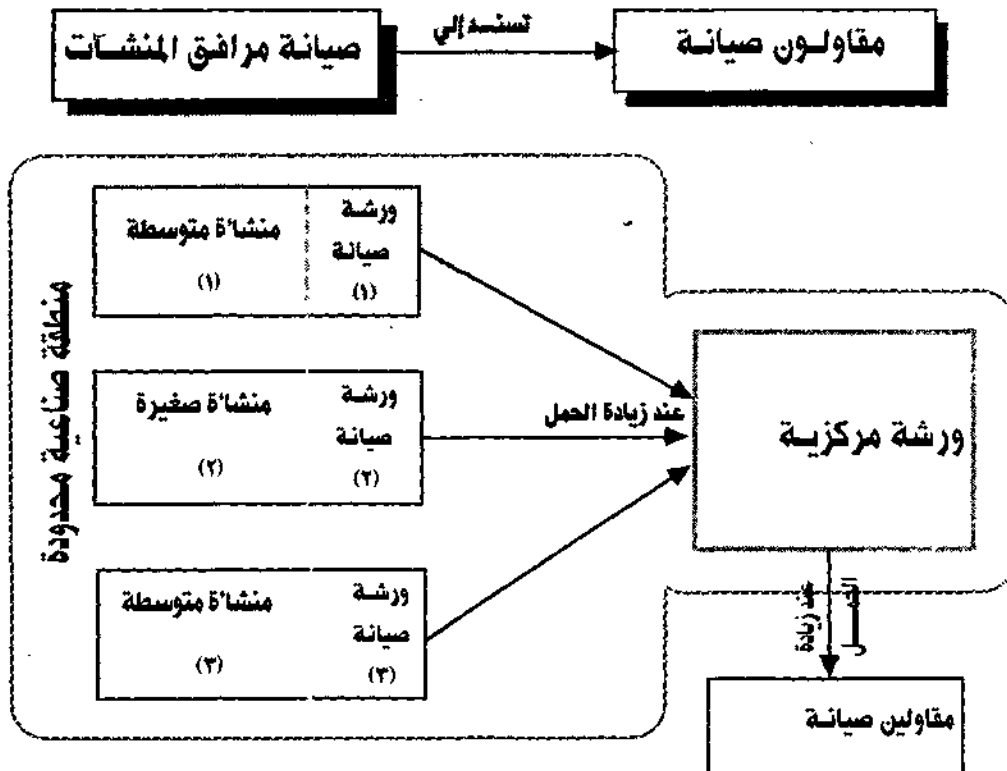 صيانة مرافق المنشآت
تسند إلي
مقاولون صيانة
منطقة صناعية محدودة
منشأة متوسطة
(١)
ورشة
صيانة
(١)
منشأة صغيرة
(٢)
ورشة
صيانة
(٢)
منشأة متوسطة
(٣)
ورشة
صيانة
(٣)
عند زيادة الحمل
ورشة مركزية
عند زيادة
الحمل
مقاولين صيانة